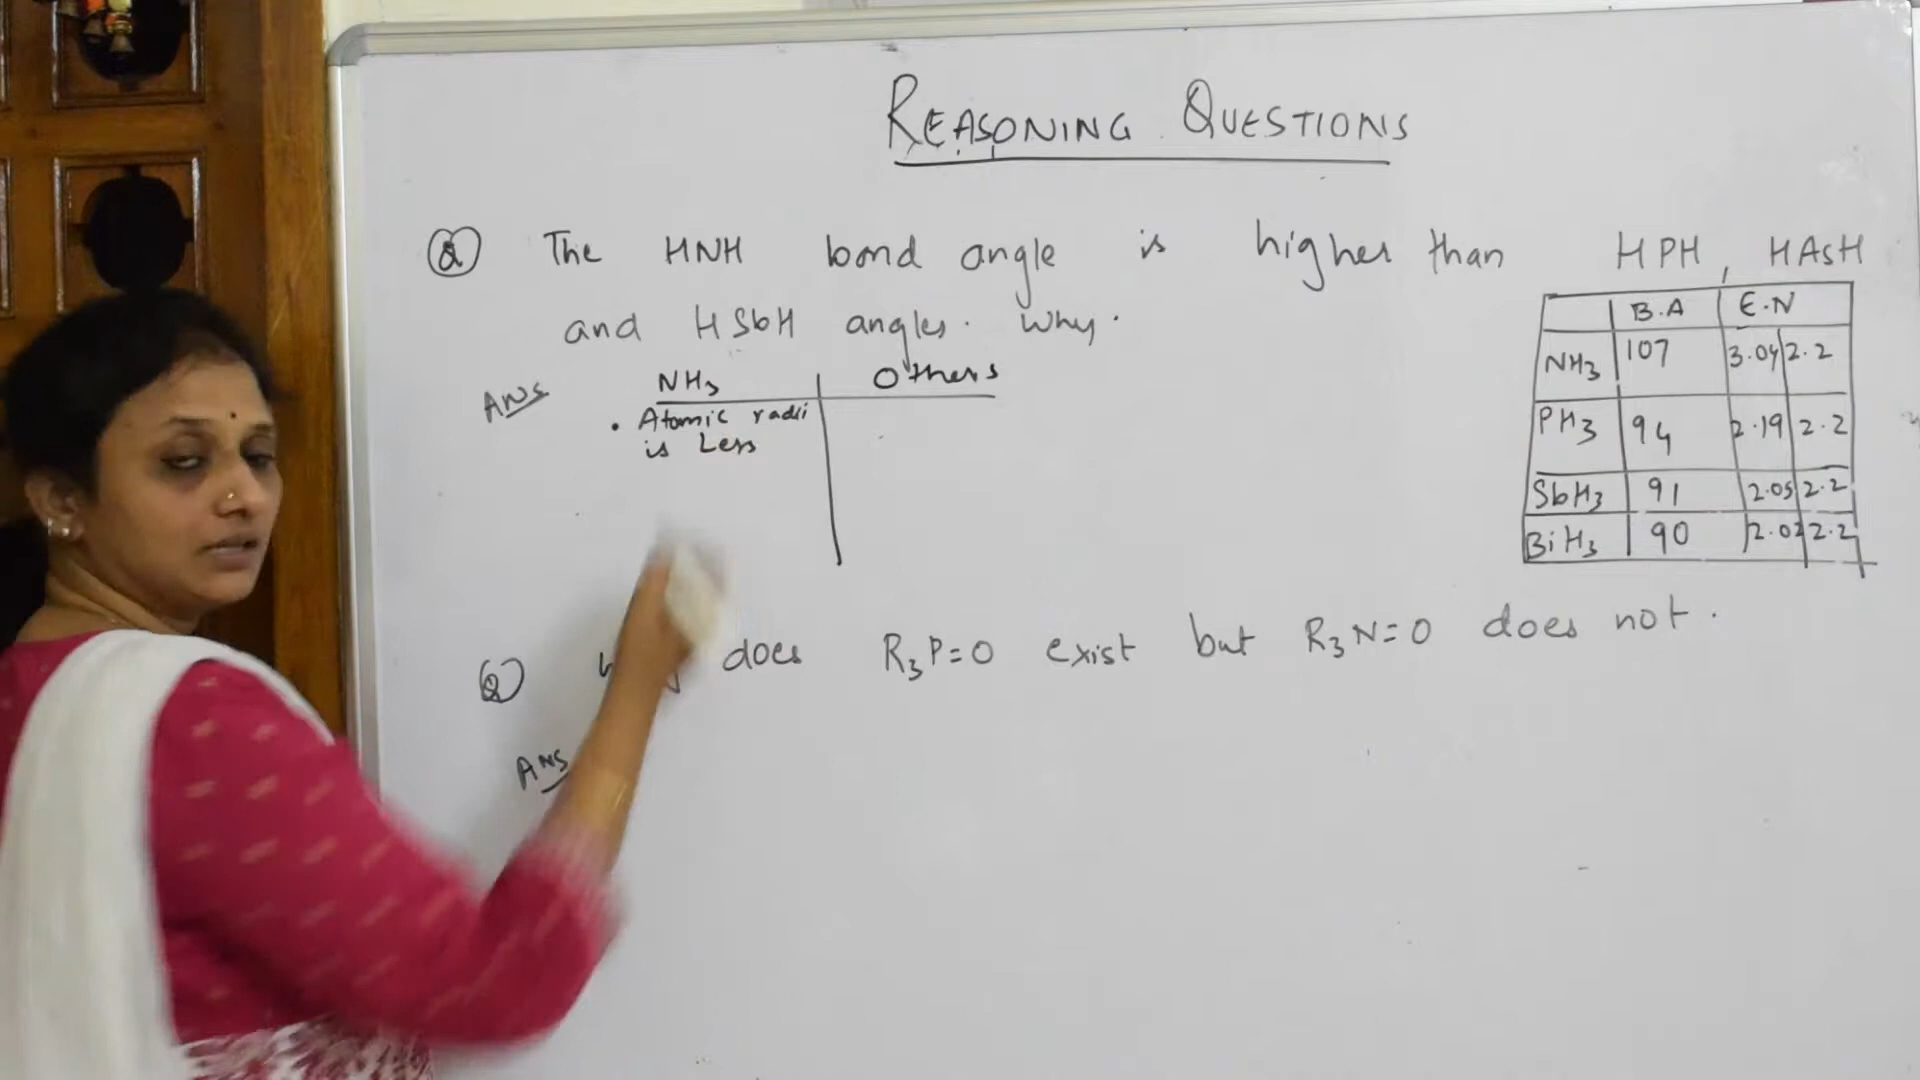 REASONING QUESTIONS
Q The HNH bond angle is higher than HPH, HAsH
and HSbH angles. Why.
Ans
NH3 Others
• Atomic radii
is Less
B.A E.N
NH3 107 3.04 2.2
PH3 94 2.19 2.2
SbH3 91 2.05 2.2
BiH3 90 2.02 2.2
Q does R3P=O exist but R3N=O does not.
Ans